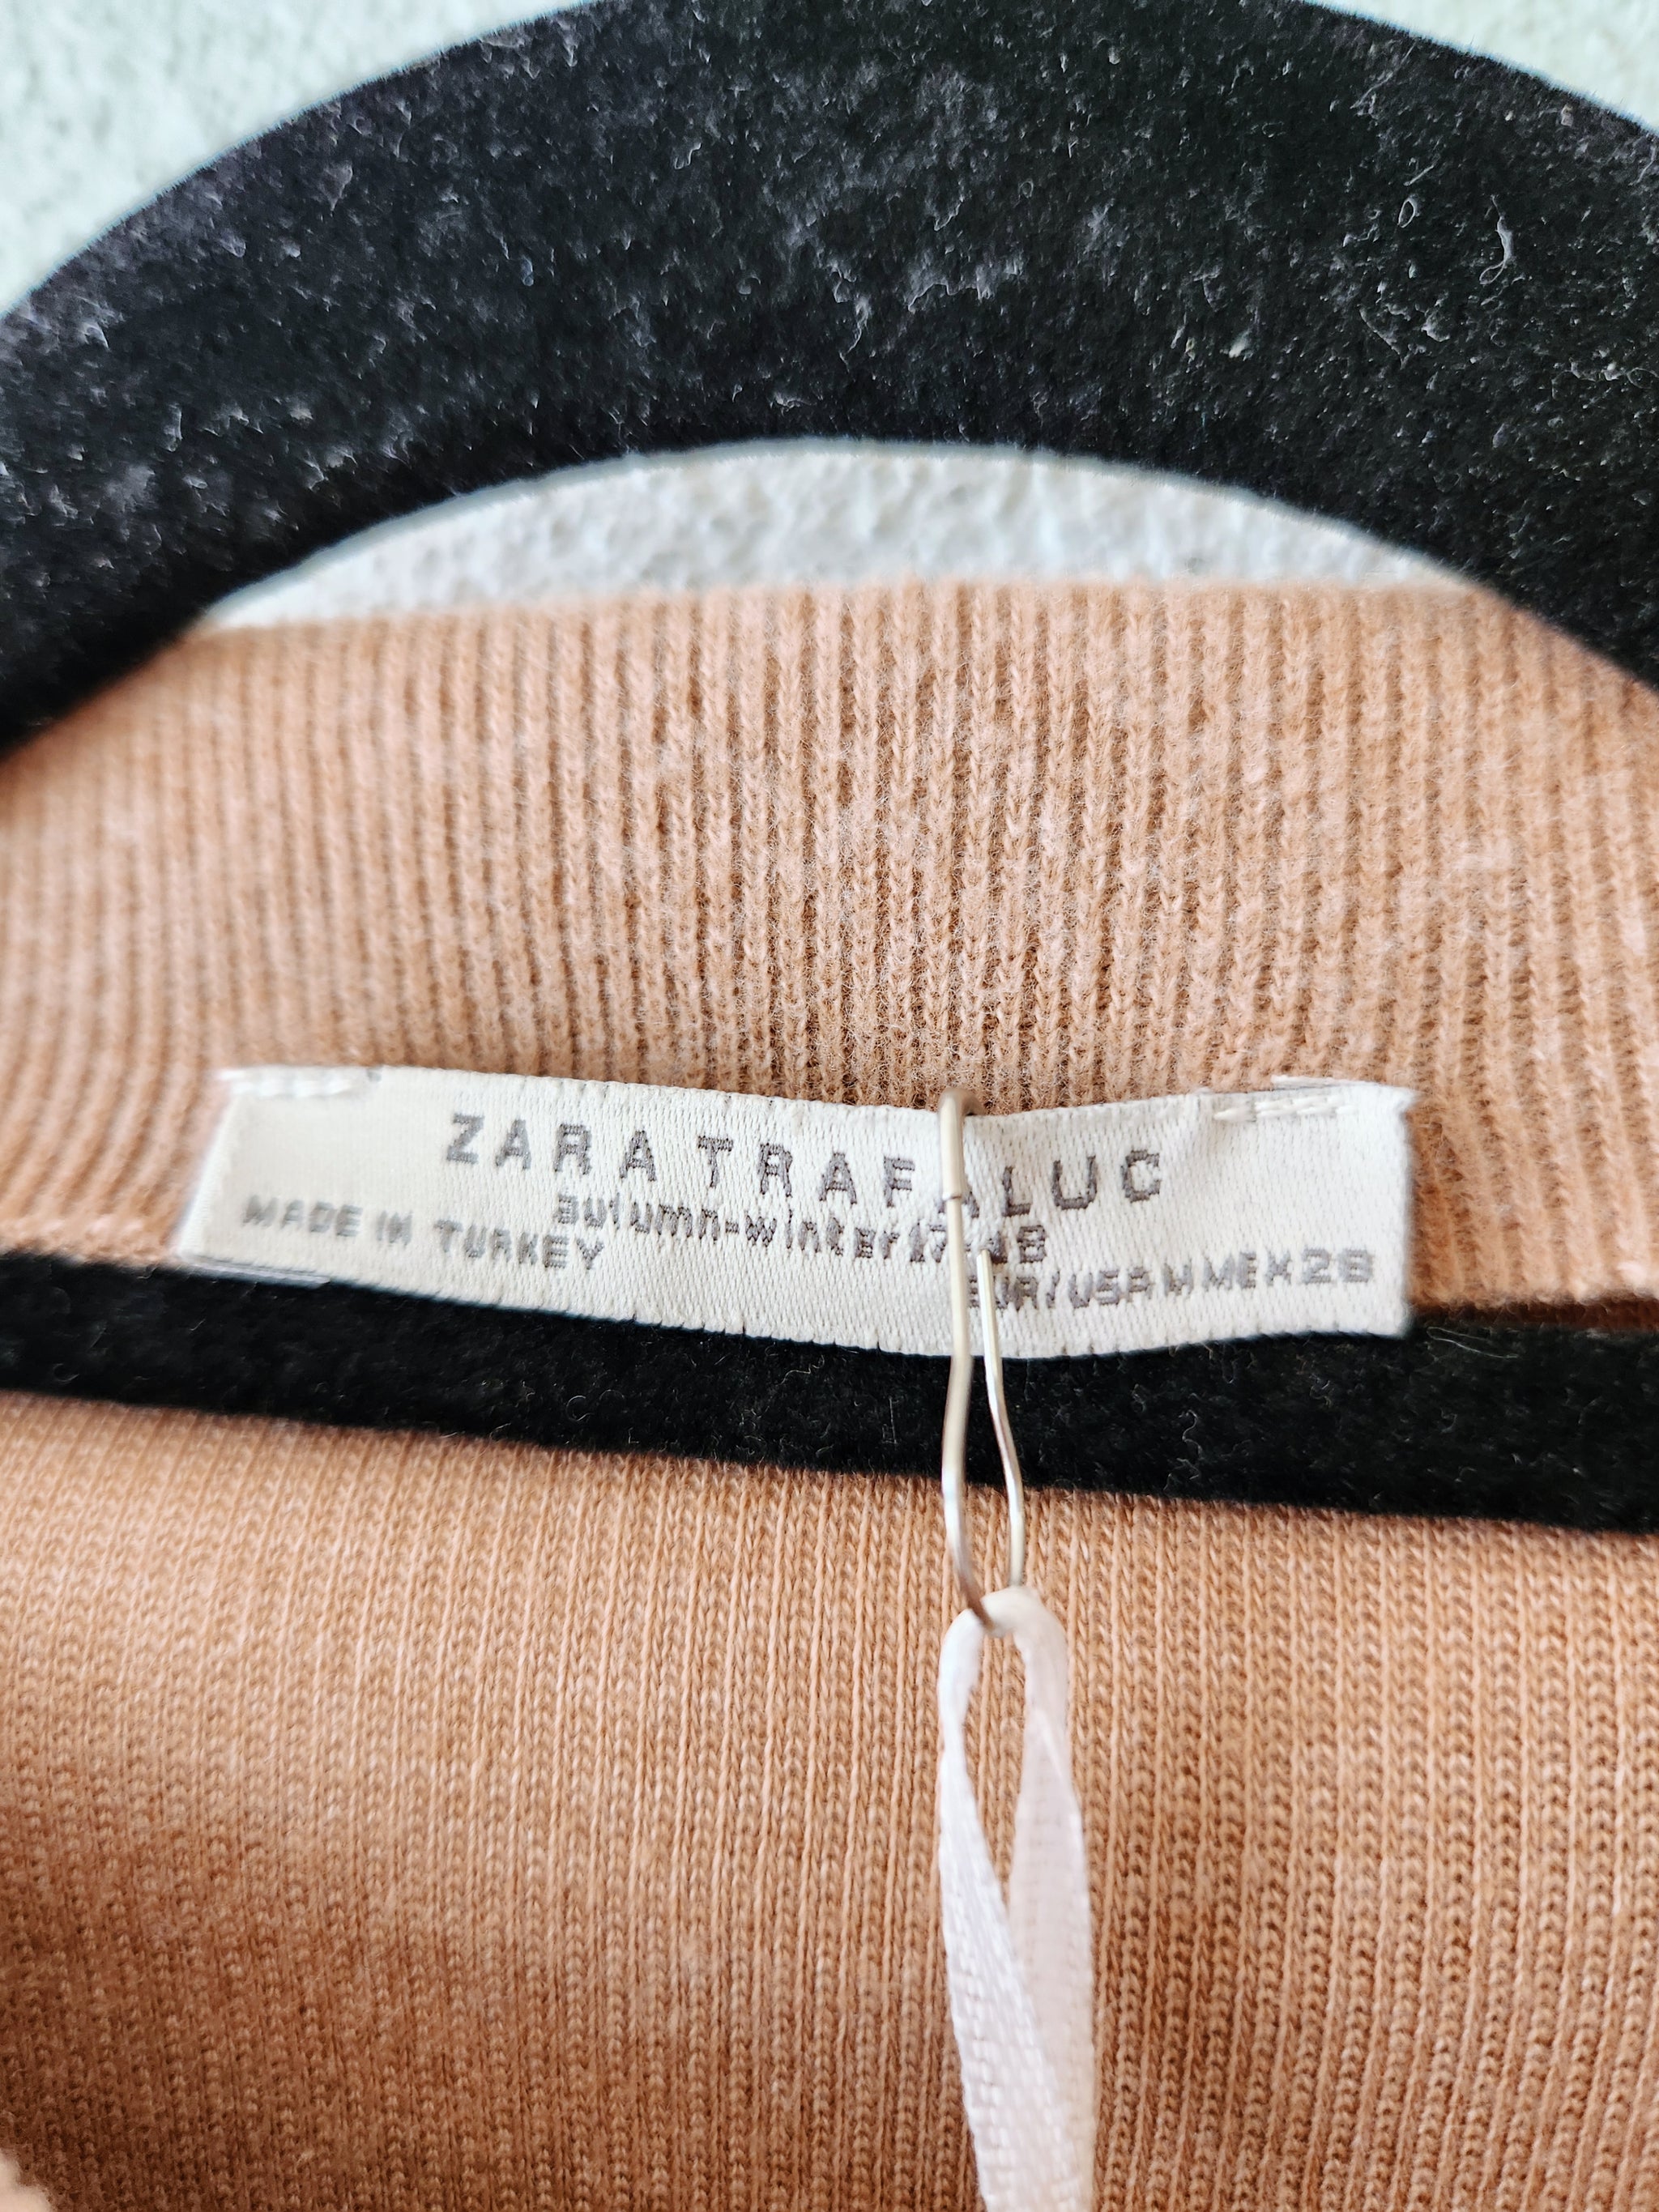 ZARA TRAFALUC
autumn-winter 17-18
MADE IN TURKEY
EUR/USA M MEX 28